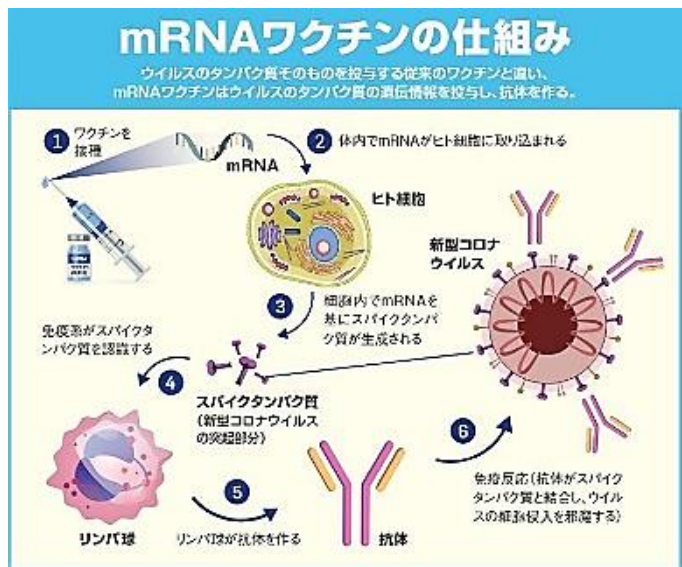 mRNAワクチンの仕組み
ウイルスのタンパク質そのものを投与する従来のワクチンと違い、
mRNAワクチンはウイルスのタンパク質の遺伝情報を投与し、抗体を作る。
1 ワクチンを
接種
mRNA
2 体内でmRNAがヒト細胞に取り込まれる
ヒト細胞
新型コロナ
ウイルス
3 細胞内でmRNAを
基にスパイクタンパ
ク質が生成される
免疫系がスパイクタ
ンパク質を認識する
4
スパイクタンパク質
（新型コロナウイルス
の突起部分）
リンパ球
5
リンパ球が抗体を作る
抗体
6
免疫反応（抗体がスパイク
タンパク質と結合し、ウイル
スの細胞侵入を邪魔する）